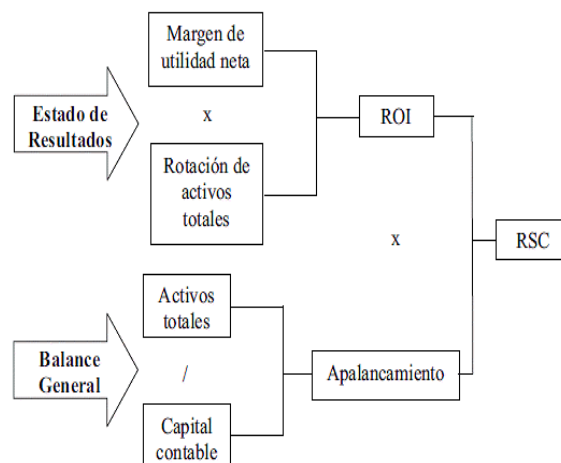 Margen de
utilidad neta
Estado de
Resultados
x
ROI
Rotación de
activos
totales
x
RSC
Activos
totales
Balance
General
/
Apalancamiento
Capital
contable